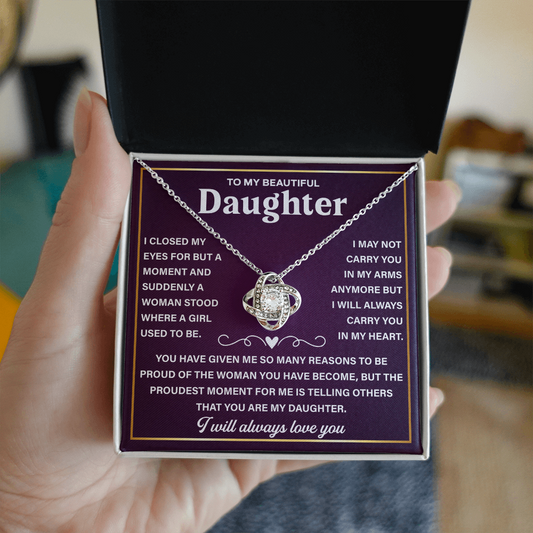 TO MY BEAUTIFUL
Daughter
I CLOSED MY
EYES FOR BUT A
MOMENT AND
SUDDENLY A
WOMAN STOOD
WHERE A GIRL
USED TO BE.
I MAY NOT
CARRY YOU
IN MY ARMS
ANYMORE BUT
I WILL ALWAYS
CARRY YOU
IN MY HEART.
YOU HAVE GIVEN ME SO MANY REASONS TO BE
PROUD OF THE WOMAN YOU HAVE BECOME, BUT THE
PROUDEST MOMENT FOR ME IS TELLING OTHERS
THAT YOU ARE MY DAUGHTER.
I will always love you